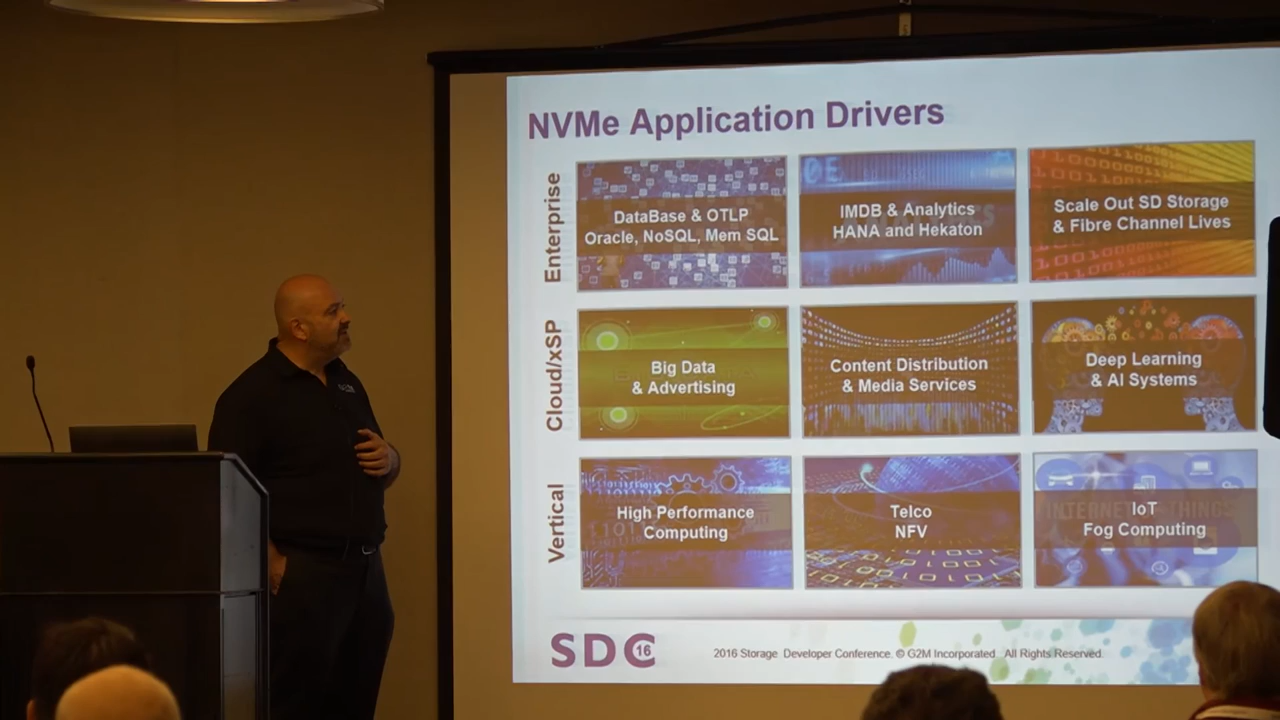 NVMe Application Drivers
Enterprise
DataBase & OTLP
Oracle, NoSQL, Mem SQL
IMDB & Analytics
HANA and Hekaton
Scale Out SD Storage
& Fibre Channel Lives
Cloud/xSP
Big Data
& Advertising
Content Distribution
& Media Services
Deep Learning
& AI Systems
Vertical
High Performance
Computing
Telco
NFV
INTERNET THINGS
IoT
Fog Computing
SDC 16
2016 Storage Developer Conference. © G2M Incorporated. All Rights Reserved.